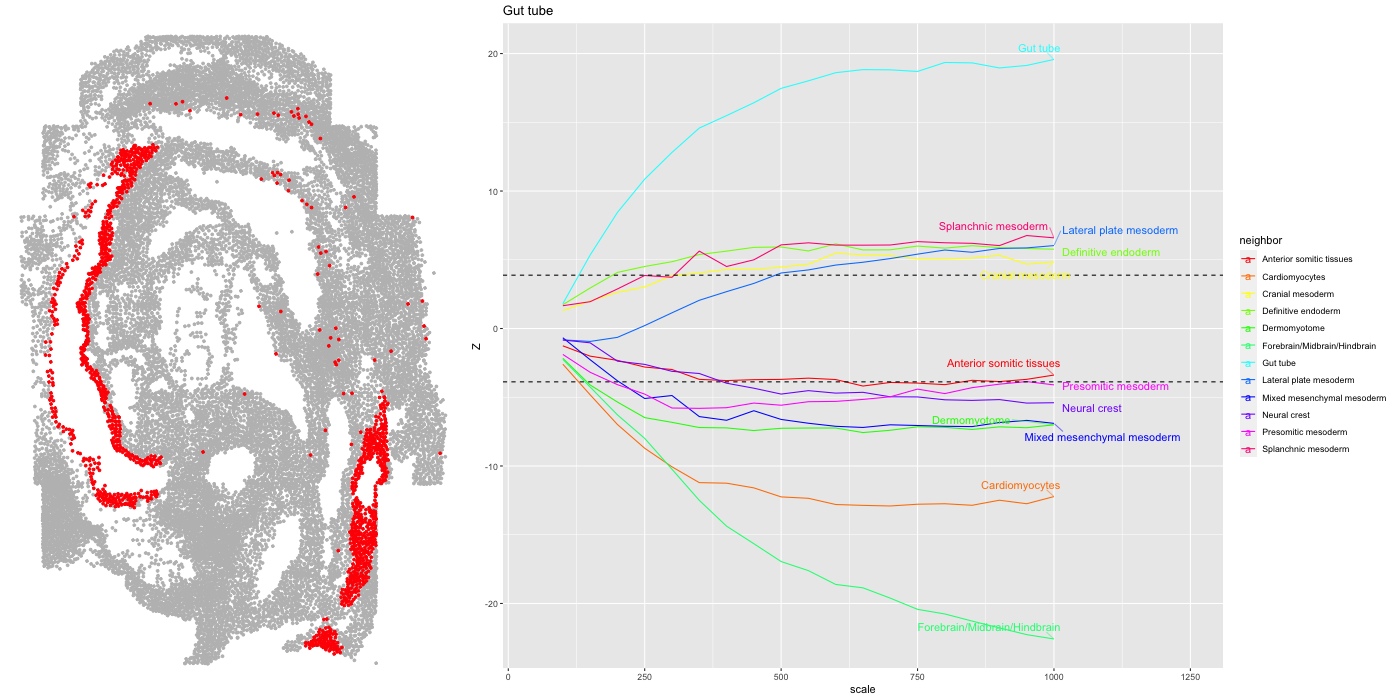 Gut tube
20
10
0
-10
-20
Z
0
250
500
750
1000
1250
scale
Gut tube
Splanchnic mesoderm
Lateral plate mesoderm
Definitive endoderm
Cranial mesoderm
Anterior somitic tissues
Presomitic mesoderm
Neural crest
Dermomyotome
Mixed mesenchymal mesoderm
Cardiomyocytes
Forebrain/Midbrain/Hindbrain
neighbor
a Anterior somitic tissues
a Cardiomyocytes
a Cranial mesoderm
a Definitive endoderm
a Dermomyotome
a Forebrain/Midbrain/Hindbrain
a Gut tube
a Lateral plate mesoderm
a Mixed mesenchymal mesoderm
a Neural crest
a Presomitic mesoderm
a Splanchnic mesoderm